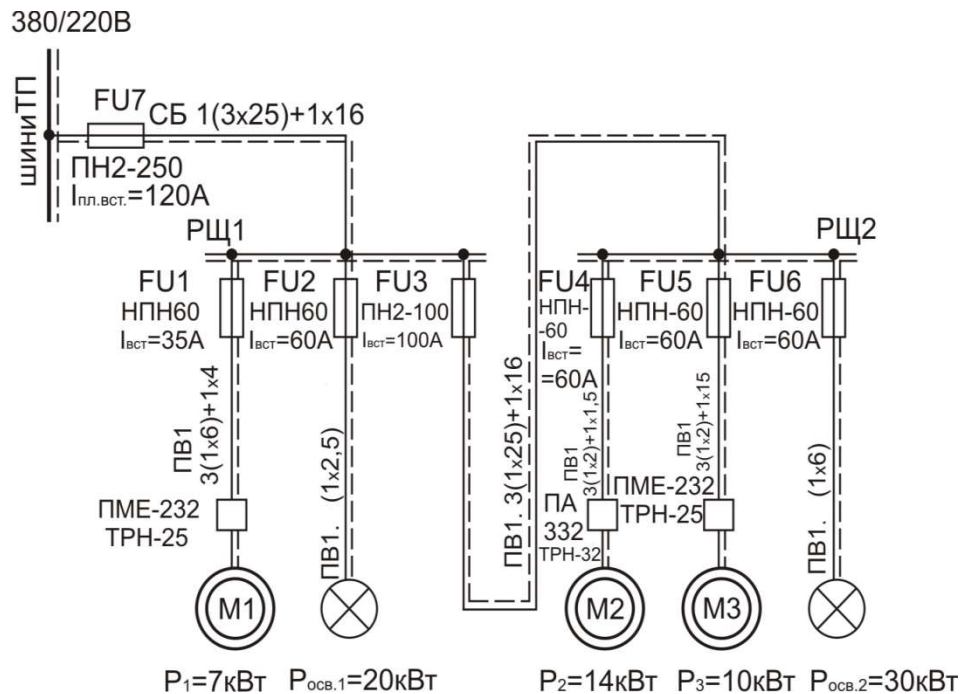 380/220В
шини ТП
FU7
СБ 1(3х25)+1х16
ПН2-250
Iпл.вст.=120А
РЩ1
РЩ2
FU1
НПН60
Iвст=35А
FU2
НПН60
Iвст=60А
FU3
ПН2-100
Iвст=100А
FU4
НПН-
-60
Iвст=
=60А
FU5
НПН-60
Iвст=60А
FU6
НПН-60
Iвст=60А
ПВ1
3(1х6)+1х4
ПВ1. (1х2,5)
ПВ1. 3(1х25)+1х16
ПВ1
3(1х2)+1х1,5
ПВ1
3(1х2)+1х15
ПВ1. (1х6)
ПМЕ-232
ТРН-25
ПА
332
ТРН-32
ПМЕ-232
ТРН-25
М1
М2
М3
Р1=7кВт
Росв.1=20кВт
Р2=14кВт
Р3=10кВт
Росв.2=30кВт